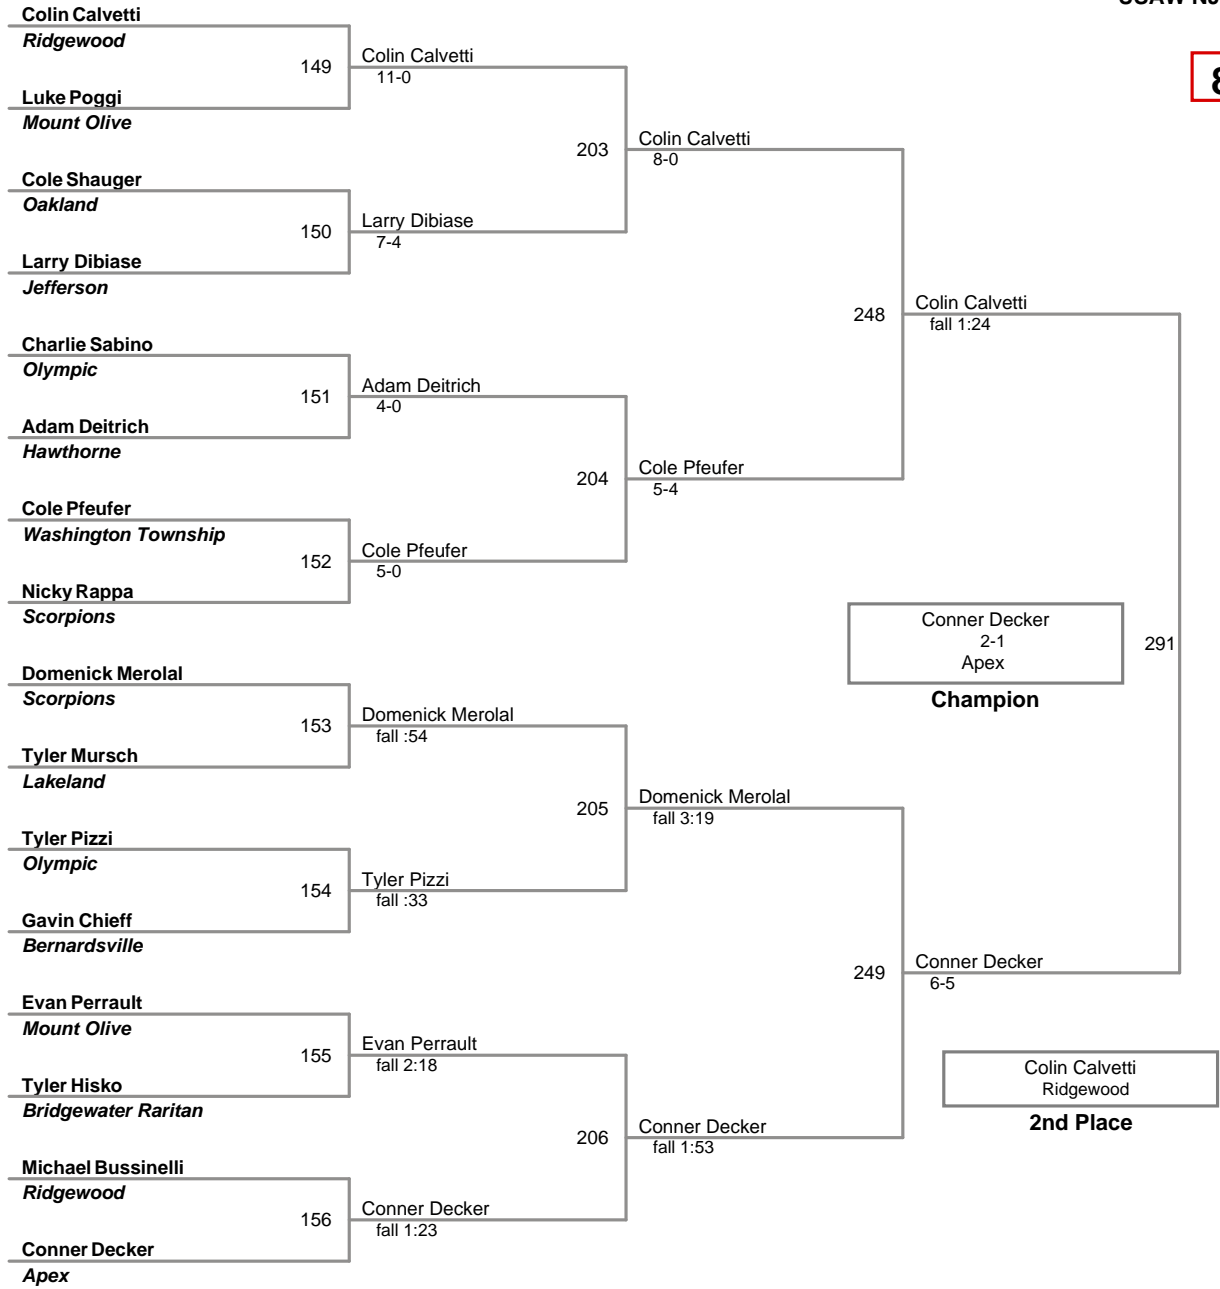 Colin Calvetti
Ridgewood
149
Colin Calvetti
11-0
Luke Poggi
Mount Olive
203
Colin Calvetti
8-0
Cole Shauger
Oakland
150
Larry Dibiase
7-4
Larry Dibiase
Jefferson
248
Colin Calvetti
fall 1:24
Charlie Sabino
Olympic
151
Adam Deitrich
4-0
Adam Deitrich
Hawthorne
204
Cole Pfeufer
5-4
Cole Pfeufer
Washington Township
152
Cole Pfeufer
5-0
Nicky Rappa
Scorpions
Conner Decker
2-1
Apex
291
Champion
Domenick Merolal
Scorpions
153
Domenick Merolal
fall :54
Tyler Mursch
Lakeland
205
Domenick Merolal
fall 3:19
Tyler Pizzi
Olympic
154
Tyler Pizzi
fall :33
Gavin Chieff
Bernardsville
249
Conner Decker
6-5
Evan Perrault
Mount Olive
155
Evan Perrault
fall 2:18
Tyler Hisko
Bridgewater Raritan
Colin Calvetti
Ridgewood
2nd Place
206
Conner Decker
fall 1:53
Michael Bussinelli
Ridgewood
156
Conner Decker
fall 1:23
Conner Decker
Apex